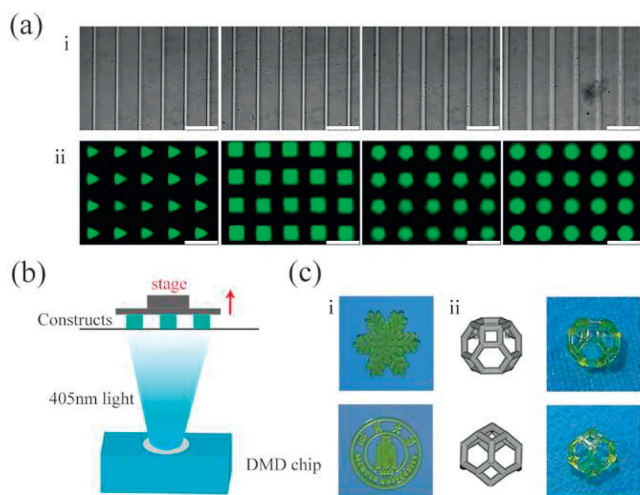 (a)
i
ii
(b)
stage
Constructs
405nm light
DMD chip
(c)
i
ii